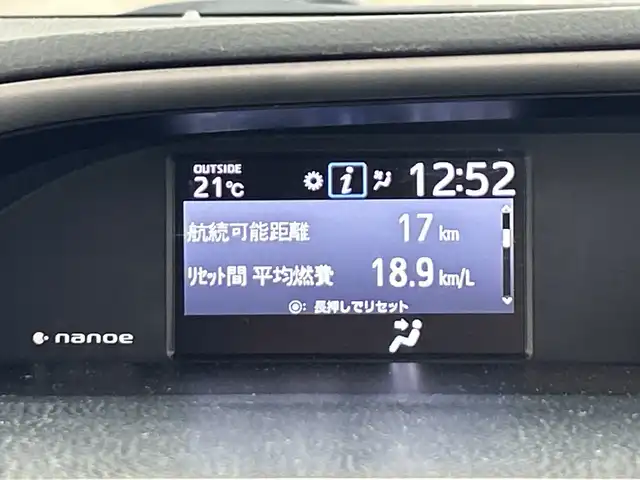 OUTSIDE
21℃
i
12:52
航続可能距離 17 km
リセット間 平均燃費 18.9 km/L
◎: 長押しでリセット
nanoe